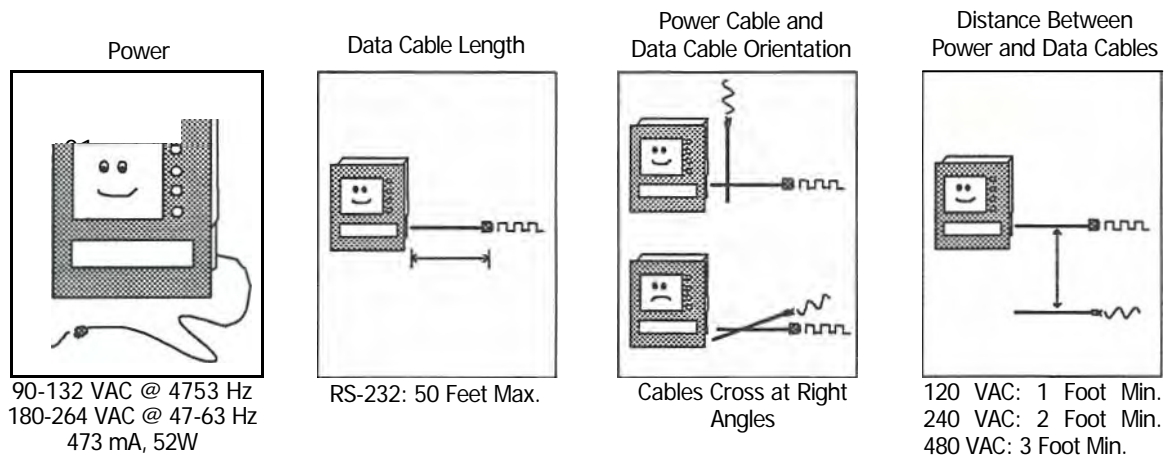 Power
90-132 VAC @ 4753 Hz
180-264 VAC @ 47-63 Hz
473 mA, 52W
Data Cable Length
RS-232: 50 Feet Max.
Power Cable and
Data Cable Orientation
Cables Cross at Right
Angles
Distance Between
Power and Data Cables
120 VAC: 1 Foot Min.
240 VAC: 2 Foot Min.
480 VAC: 3 Foot Min.